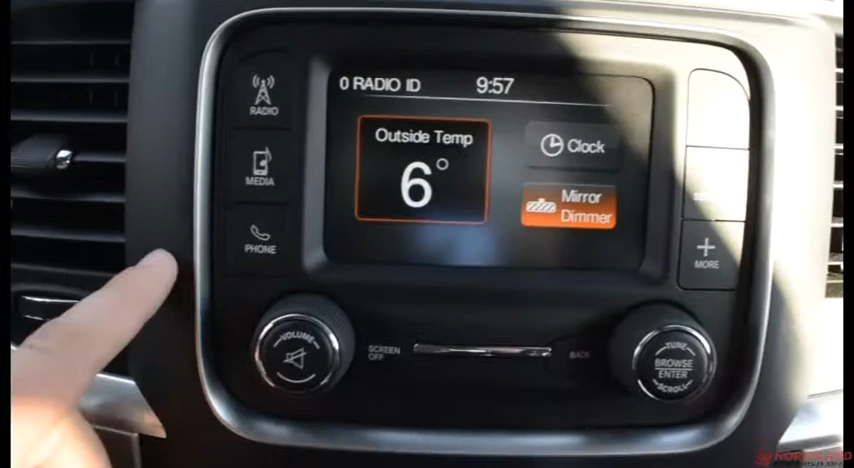 0 RADIO ID
9:57
RADIO
Outside Temp
6°
Clock
MEDIA
Mirror
Dimmer
PHONE
MORE
VOLUME
SCREEN
OFF
BACK
TUNE
BROWSE
ENTER
SCROLL